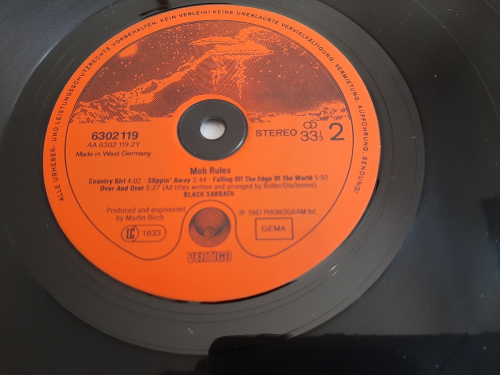 ALLE URHEBER- UND LEISTUNGSSCHUTZRECHTE VORBEHALTEN. KEIN VERLEIH! KEINE UNERLAUBTE VERVIELFÄLTIGUNG, VERMIETUNG, AUFFÜHRUNG, SENDUNG!
6302 119
AA 6302 119.2Y
Made in West Germany
STEREO 33⅓ 2
Mob Rules
Country Girl 4:02 - Slippin' Away 3:44 - Falling Off The Edge Of The World 5:02
Over And Over 5:27 (All titles written and arranged by Butler/Dio/Iommi)
BLACK SABBATH
Produced and engineered
by Martin Birch
℗ 1981 PHONOGRAM Int.
LC 1633
GEMA
VERTIGO